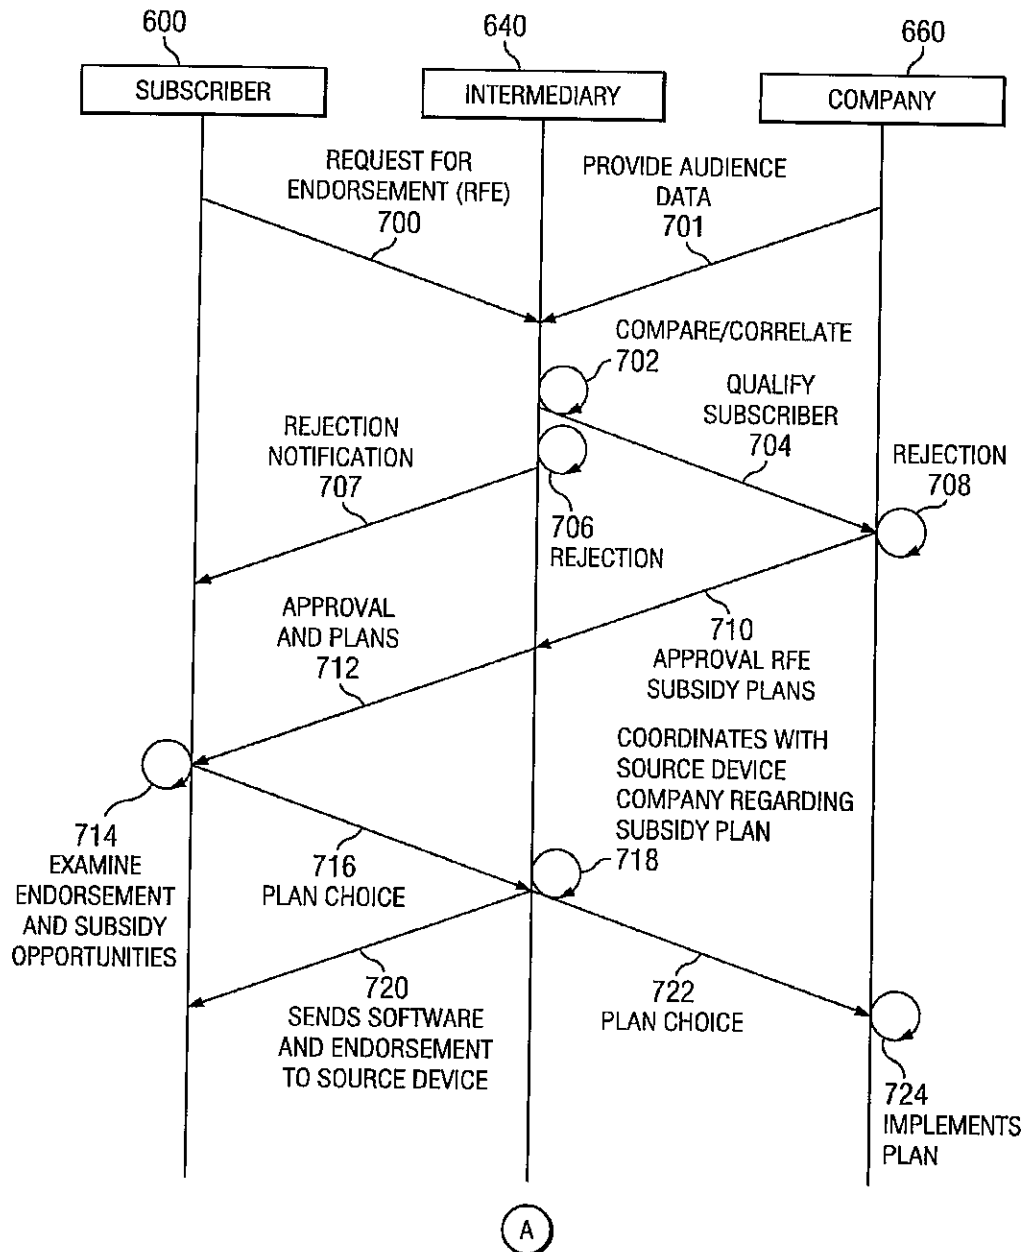 600
640
660
SUBSCRIBER
INTERMEDIARY
COMPANY
REQUEST FOR
ENDORSEMENT (RFE)
700
PROVIDE AUDIENCE
DATA
701
COMPARE/CORRELATE
702
QUALIFY
SUBSCRIBER
704
REJECTION
NOTIFICATION
707
706
REJECTION
REJECTION
708
APPROVAL
AND PLANS
712
710
APPROVAL RFE
SUBSIDY PLANS
714
EXAMINE
ENDORSEMENT
AND SUBSIDY
OPPORTUNITIES
716
PLAN CHOICE
COORDINATES WITH
SOURCE DEVICE
COMPANY REGARDING
SUBSIDY PLAN
718
720
SENDS SOFTWARE
AND ENDORSEMENT
TO SOURCE DEVICE
722
PLAN CHOICE
724
IMPLEMENTS
PLAN
A